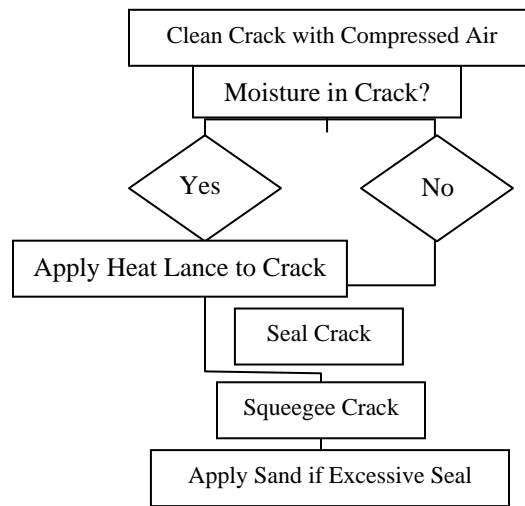 Clean Crack with Compressed Air
Moisture in Crack?
Yes
No
Apply Heat Lance to Crack
Seal Crack
Squeegee Crack
Apply Sand if Excessive Seal